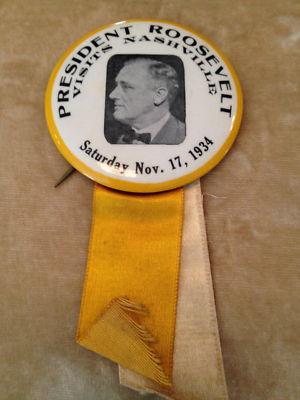 PRESIDENT ROOSEVELT
VISITS NASHVILLE
Saturday Nov. 17, 1934